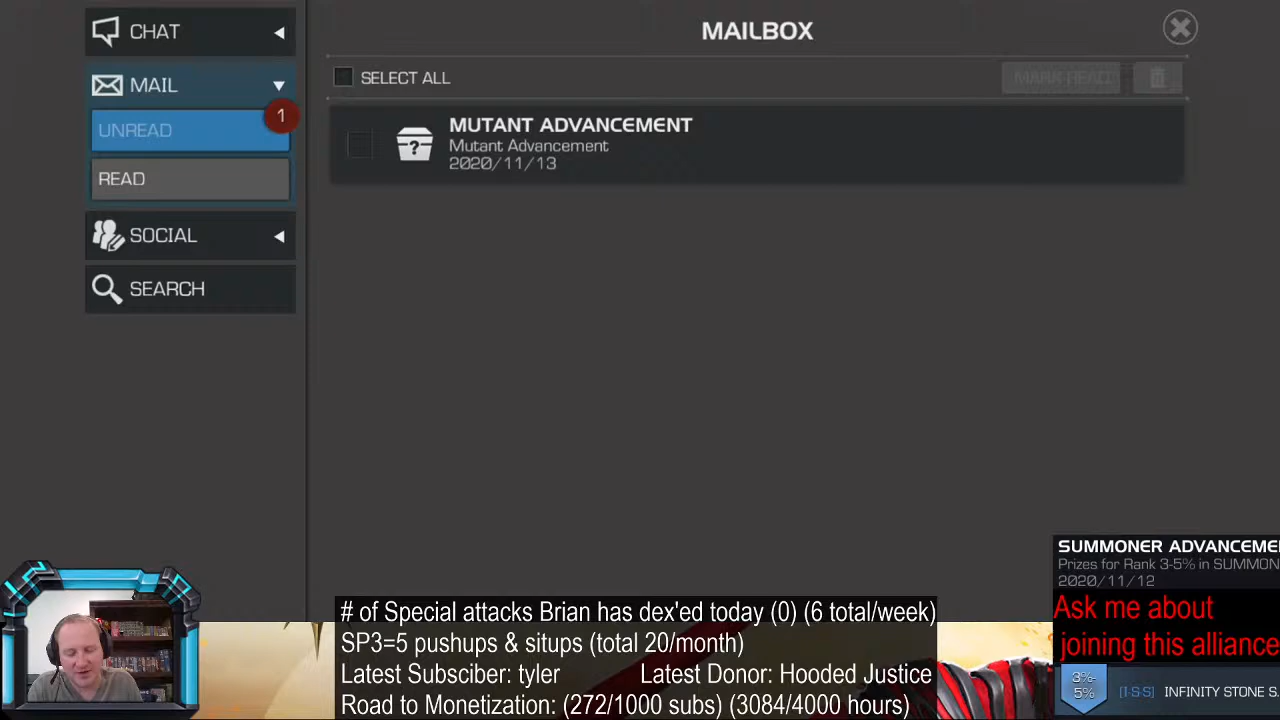 CHAT
MAIL
1
UNREAD
READ
SOCIAL
SEARCH
MAILBOX
SELECT ALL
MARK READ
?
MUTANT ADVANCEMENT
Mutant Advancement
2020/11/13
SUMMONER ADVANCEME
Prizes for Rank 3-5% in SUMMON
2020/11/12
Ask me about
joining this alliance
3%-
5%
[I-S-S] INFINITY STONE S
# of Special attacks Brian has dex'ed today (0) (6 total/week)
SP3=5 pushups & situps (total 20/month)
Latest Subsciber: tyler Latest Donor: Hooded Justice
Road to Monetization: (272/1000 subs) (3084/4000 hours)